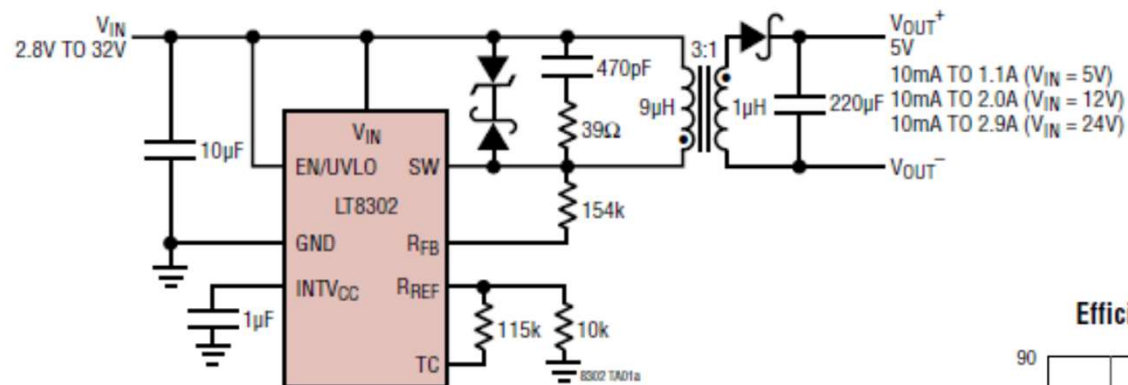 VIN
2.8V TO 32V
3:1
VOUT+
5V
10mA TO 1.1A (VIN = 5V)
10mA TO 2.0A (VIN = 12V)
10mA TO 2.9A (VIN = 24V)
VOUT–
470pF
39Ω
9µH
1µH
220µF
10µF
VIN
EN/UVLO
SW
LT8302
154k
GND
RFB
INTVCC
RREF
1µF
115k
10k
TC
8302 TA01a
Effici
90